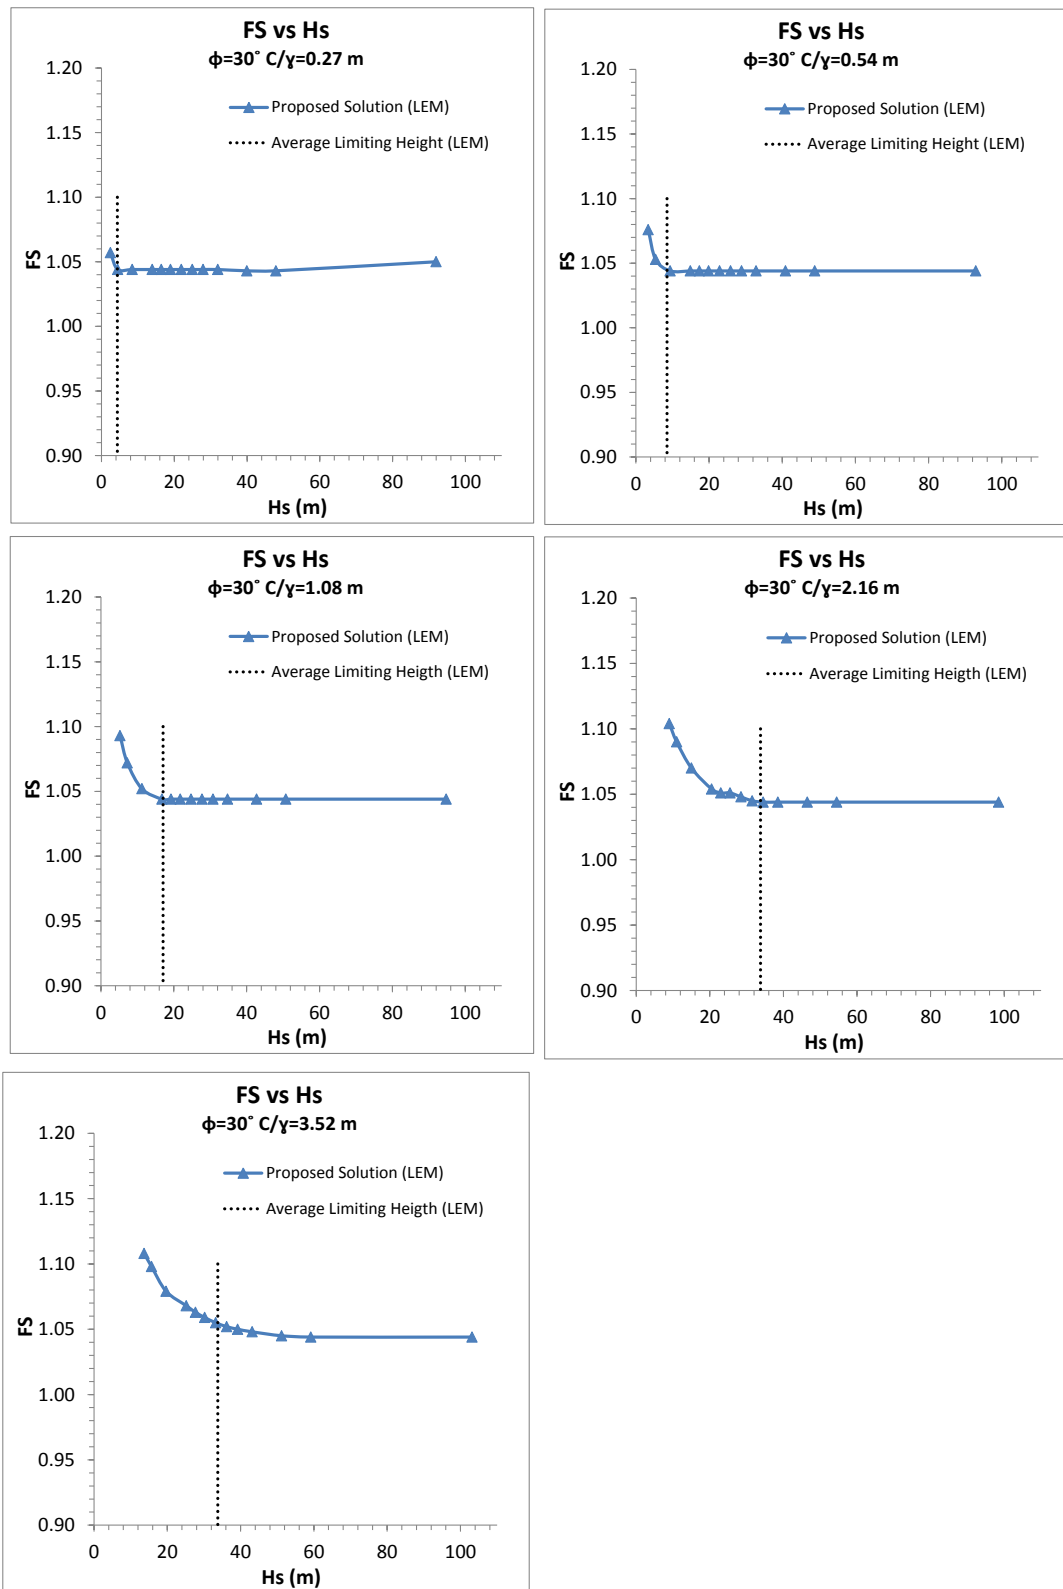 FS vs Hs
ϕ=30˚ C/ɣ=0.27 m
1.20
1.15
1.10
1.05
1.00
0.95
0.90
FS
0 20 40 60 80 100
Hs (m)
Proposed Solution (LEM)
Average Limiting Height (LEM)
FS vs Hs
ϕ=30˚ C/ɣ=0.54 m
1.20
1.15
1.10
1.05
1.00
0.95
0.90
FS
0 20 40 60 80 100
Hs (m)
Proposed Solution (LEM)
Average Limiting Height (LEM)
FS vs Hs
ϕ=30˚ C/ɣ=1.08 m
1.20
1.15
1.10
1.05
1.00
0.95
0.90
FS
0 20 40 60 80 100
Hs (m)
Proposed Solution (LEM)
Average Limiting Heigth (LEM)
FS vs Hs
ϕ=30˚ C/ɣ=2.16 m
1.20
1.15
1.10
1.05
1.00
0.95
0.90
FS
0 20 40 60 80 100
Hs (m)
Proposed Solution (LEM)
Average Limiting Heigth (LEM)
FS vs Hs
ϕ=30˚ C/ɣ=3.52 m
1.20
1.15
1.10
1.05
1.00
0.95
0.90
FS
0 20 40 60 80 100
Hs (m)
Proposed Solution (LEM)
Average Limiting Heigth (LEM)